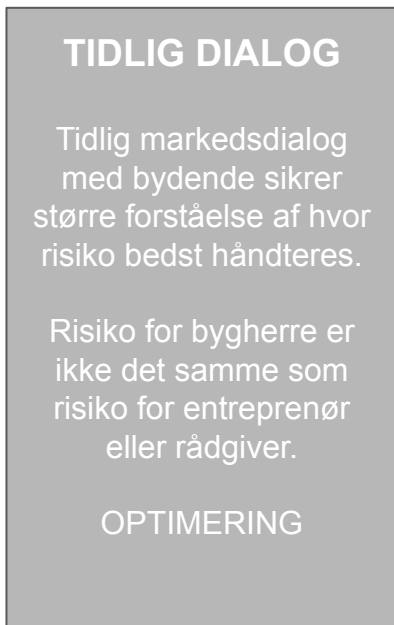 TIDLIG DIALOG
Tidlig markedsdialog
med bydende sikrer
større forståelse af hvor
risiko bedst håndteres.
Risiko for bygherre er
ikke det samme som
risiko for entreprenør
eller rådgiver.
OPTIMERING